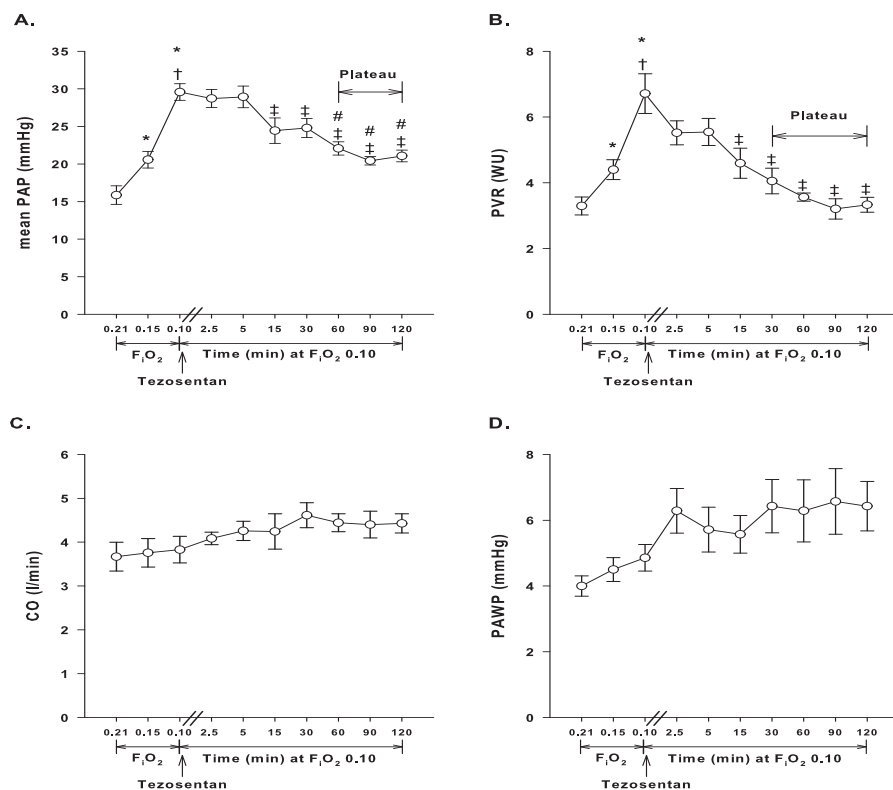 A.
B.
* *
35 † Plateau
30
25 * ‡ ‡ # # #
20 ‡ ‡ ‡
15
10
5
0
mean PAP (mmHg)
0.21 0.15 0.10 2.5 5 15 30 60 90 120
FiO2 Time (min) at FiO2 0.10
Tezosentan
8 †
6 Plateau
4 * ‡ ‡ ‡ ‡ ‡
2
0
PVR (WU)
0.21 0.15 0.10 2.5 5 15 30 60 90 120
FiO2 Time (min) at FiO2 0.10
Tezosentan
C.
D.
6
5
4
3
2
1
0
CO (l/min)
0.21 0.15 0.10 2.5 5 15 30 60 90 120
FiO2 Time (min) at FiO2 0.10
Tezosentan
8
6
4
2
0
PAWP (mmHg)
0.21 0.15 0.10 2.5 5 15 30 60 90 120
FiO2 Time (min) at FiO2 0.10
Tezosentan